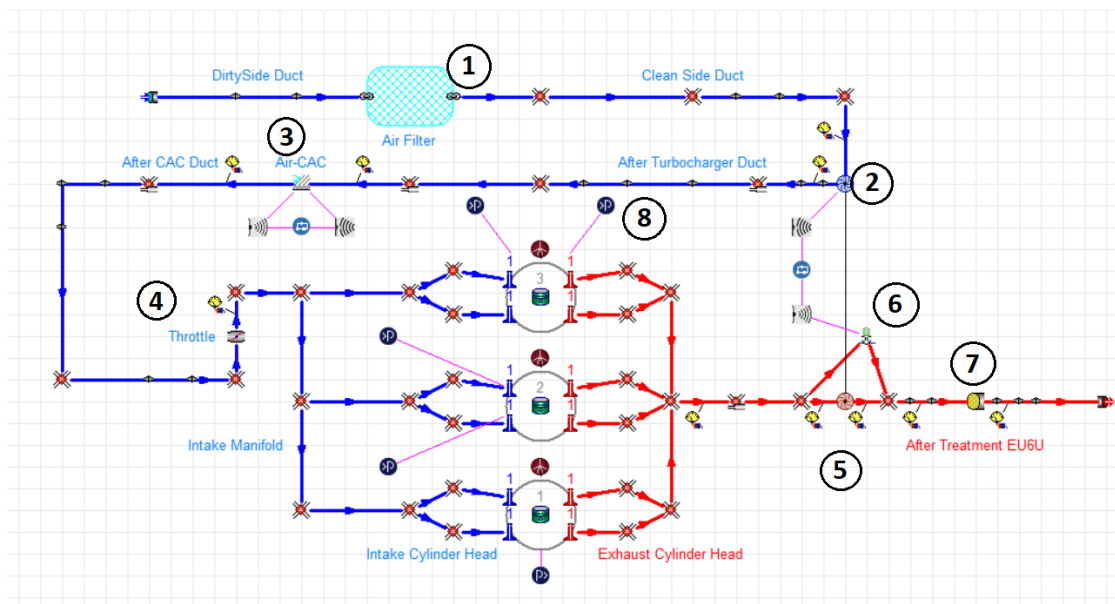 DirtySide Duct
1
Clean Side Duct
Air Filter
3
After CAC Duct
Air-CAC
After Turbocharger Duct
2
P
P
8
1
1
3
1
1
4
Throttle
6
P
1
1
2
1
1
7
Intake Manifold
P
After Treatment EU6U
5
1
1
1
1
1
Intake Cylinder Head
Exhaust Cylinder Head
P